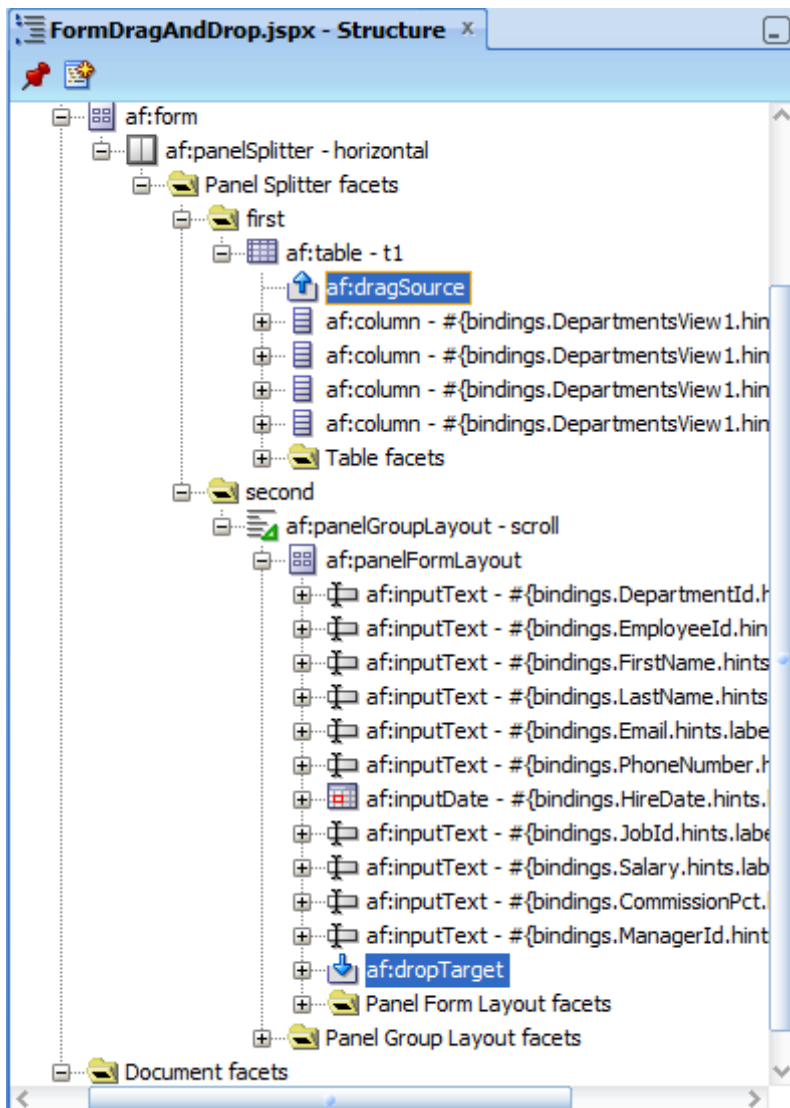 FormDragAndDrop.jspx - Structure
af:form
af:panelSplitter - horizontal
Panel Splitter facets
first
af:table - t1
af:dragSource
af:column - #{bindings.DepartmentsView1.hin
af:column - #{bindings.DepartmentsView1.hin
af:column - #{bindings.DepartmentsView1.hin
af:column - #{bindings.DepartmentsView1.hin
Table facets
second
af:panelGroupLayout - scroll
af:panelFormLayout
af:inputText - #{bindings.DepartmentId.h
af:inputText - #{bindings.EmployeeId.hin
af:inputText - #{bindings.FirstName.hints
af:inputText - #{bindings.LastName.hints
af:inputText - #{bindings.Email.hints.labe
af:inputText - #{bindings.PhoneNumber.h
af:inputDate - #{bindings.HireDate.hints.
af:inputText - #{bindings.JobId.hints.labe
af:inputText - #{bindings.Salary.hints.lab
af:inputText - #{bindings.CommissionPct.
af:inputText - #{bindings.ManagerId.hint
af:dropTarget
Panel Form Layout facets
Panel Group Layout facets
Document facets